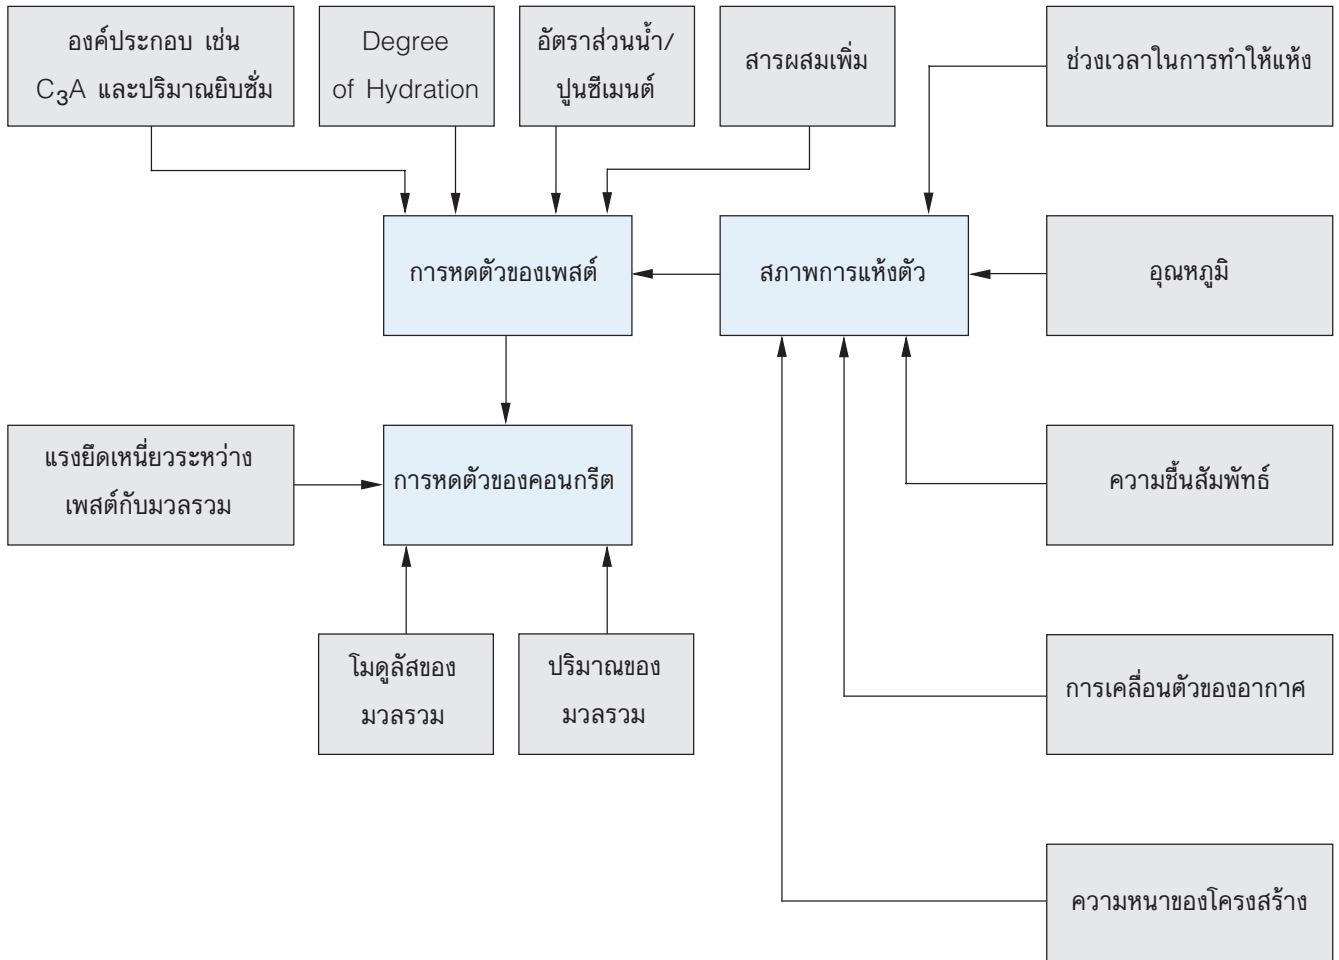 องค์ประกอบ เช่น
C3A และปริมาณยิบซั่ม
Degree
of Hydration
อัตราส่วนน้ำ/
ปูนซีเมนต์
สารผสมเพิ่ม
ช่วงเวลาในการทำให้แห้ง
การหดตัวของเพสต์
สภาพการแห้งตัว
อุณหภูมิ
แรงยึดเหนี่ยวระหว่าง
เพสต์กับมวลรวม
การหดตัวของคอนกรีต
ความชื้นสัมพัทธ์
โมดูลัสของ
มวลรวม
ปริมาณของ
มวลรวม
การเคลื่อนตัวของอากาศ
ความหนาของโครงสร้าง